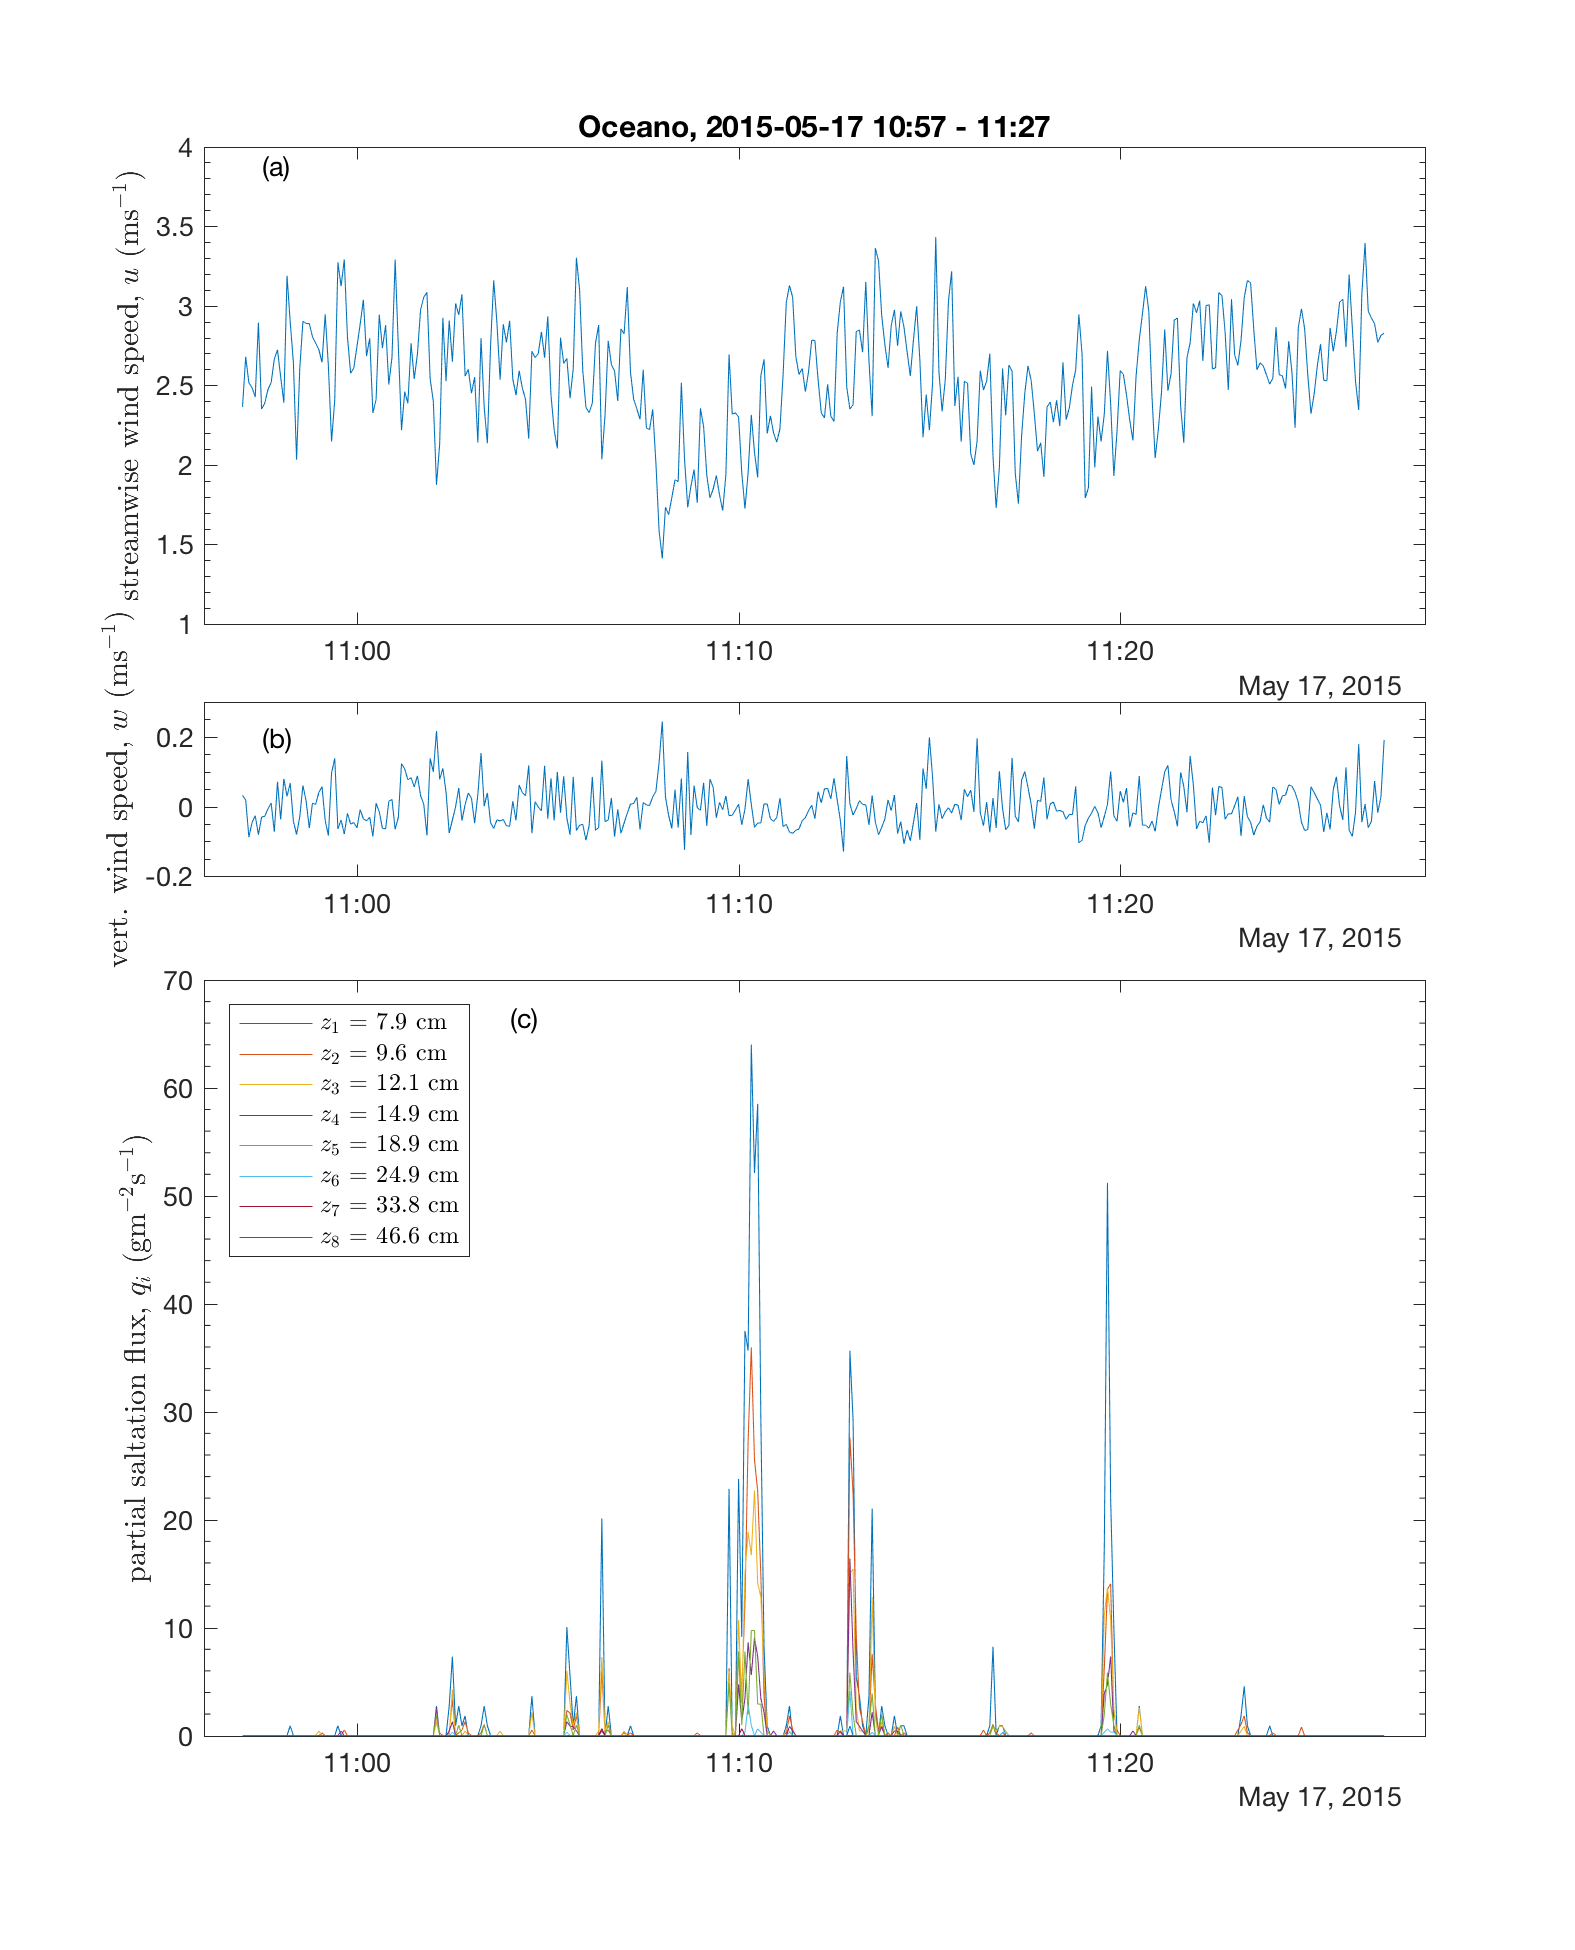 Oceano, 2015-05-17 10:57 - 11:27
(a)
streamwise wind speed, u (ms⁻¹)
4
3.5
3
2.5
2
1.5
1
11:00 11:10 11:20
May 17, 2015
(b)
vert. wind speed, w (ms⁻¹)
0.2
0
-0.2
11:00 11:10 11:20
May 17, 2015
(c)
partial saltation flux, qᵢ (gm⁻²s⁻¹)
70
60
50
40
30
20
10
0
z₁ = 7.9 cm
z₂ = 9.6 cm
z₃ = 12.1 cm
z₄ = 14.9 cm
z₅ = 18.9 cm
z₆ = 24.9 cm
z₇ = 33.8 cm
z₈ = 46.6 cm
11:00 11:10 11:20
May 17, 2015